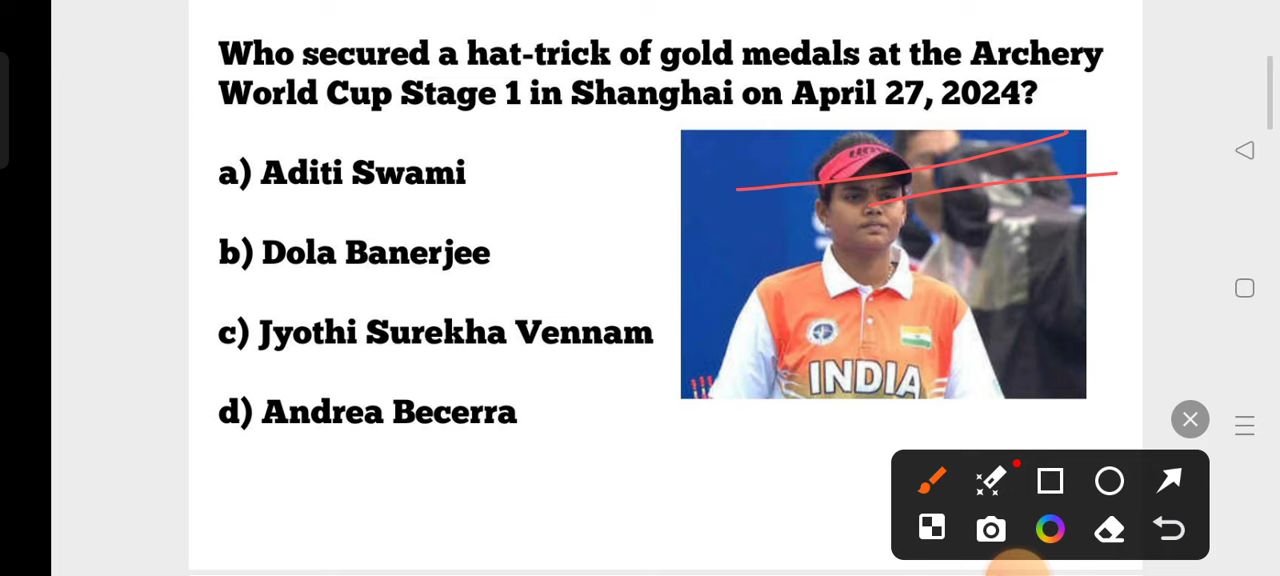 Who secured a hat-trick of gold medals at the Archery
World Cup Stage 1 in Shanghai on April 27, 2024?
a) Aditi Swami
b) Dola Banerjee
c) Jyothi Surekha Vennam
d) Andrea Becerra
INDIA